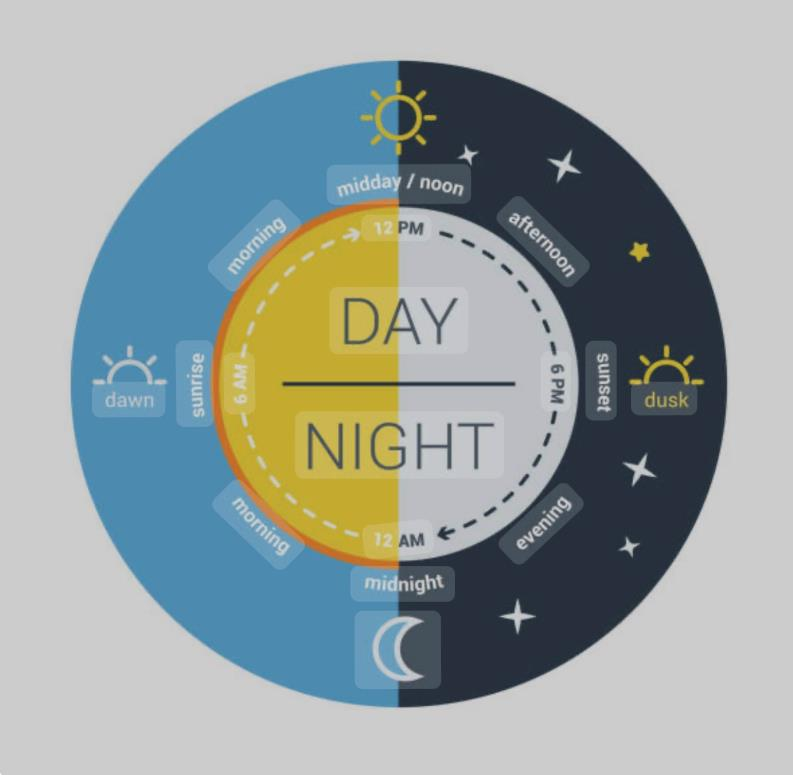 midday / noon
12 PM
morning
afternoon
DAY
dawn
sunrise
6 AM
6 PM
sunset
dusk
NIGHT
morning
evening
12 AM
midnight